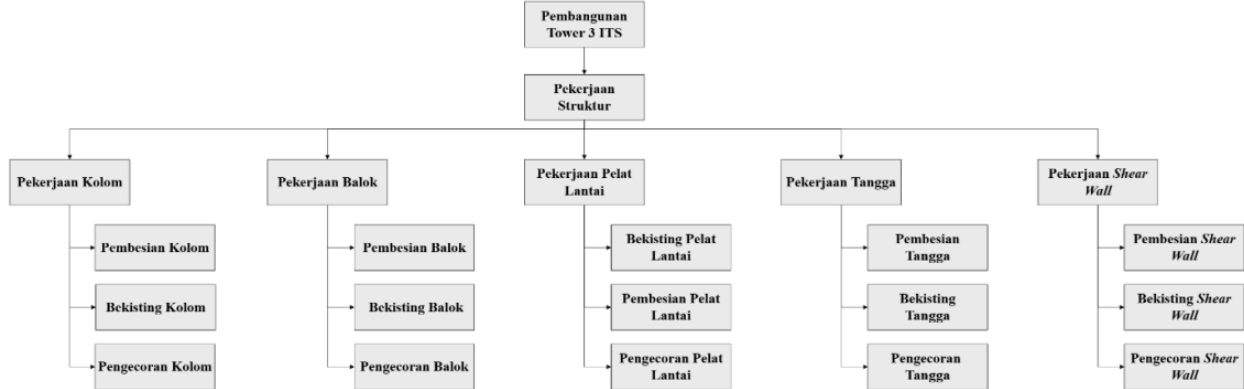 Pembangunan
Tower 3 ITS
Pekerjaan
Struktur
Pekerjaan Kolom
Pekerjaan Balok
Pekerjaan Pelat
Lantai
Pekerjaan Tangga
Pekerjaan Shear
Wall
Pembesian Kolom
Bekisting Kolom
Pengecoran Kolom
Pembesian Balok
Bekisting Balok
Pengecoran Balok
Bekisting Pelat
Lantai
Pembesian Pelat
Lantai
Pengecoran Pelat
Lantai
Pembesian
Tangga
Bekisting
Tangga
Pengecoran
Tangga
Pembesian Shear
Wall
Bekisting Shear
Wall
Pengecoran Shear
Wall